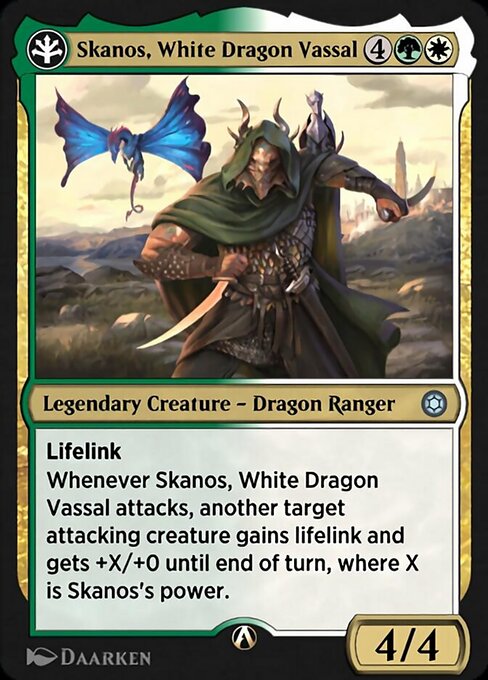 Skanos, White Dragon Vassal 4
Legendary Creature – Dragon Ranger
Lifelink
Whenever Skanos, White Dragon
Vassal attacks, another target
attacking creature gains lifelink and
gets +X/+0 until end of turn, where X
is Skanos's power.
4/4
DAARKEN